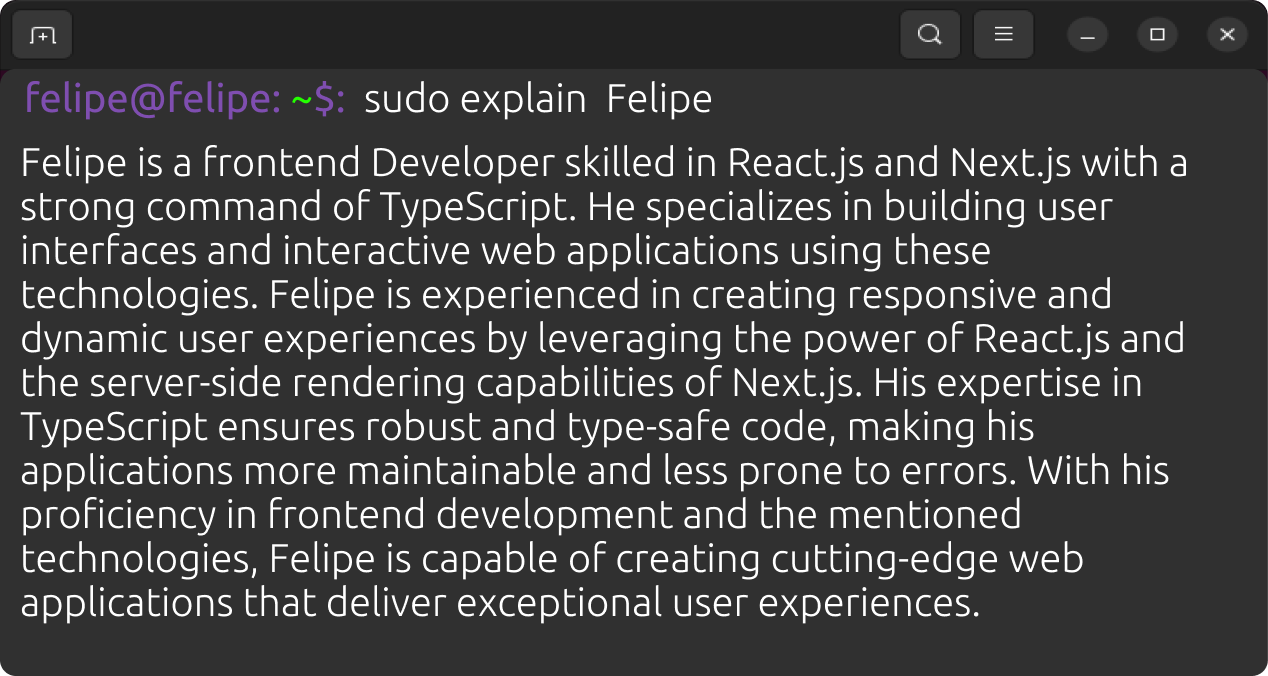 felipe@felipe: ~$: sudo explain Felipe
Felipe is a frontend Developer skilled in React.js and Next.js with a
strong command of TypeScript. He specializes in building user
interfaces and interactive web applications using these
technologies. Felipe is experienced in creating responsive and
dynamic user experiences by leveraging the power of React.js and
the server-side rendering capabilities of Next.js. His expertise in
TypeScript ensures robust and type-safe code, making his
applications more maintainable and less prone to errors. With his
proficiency in frontend development and the mentioned
technologies, Felipe is capable of creating cutting-edge web
applications that deliver exceptional user experiences.